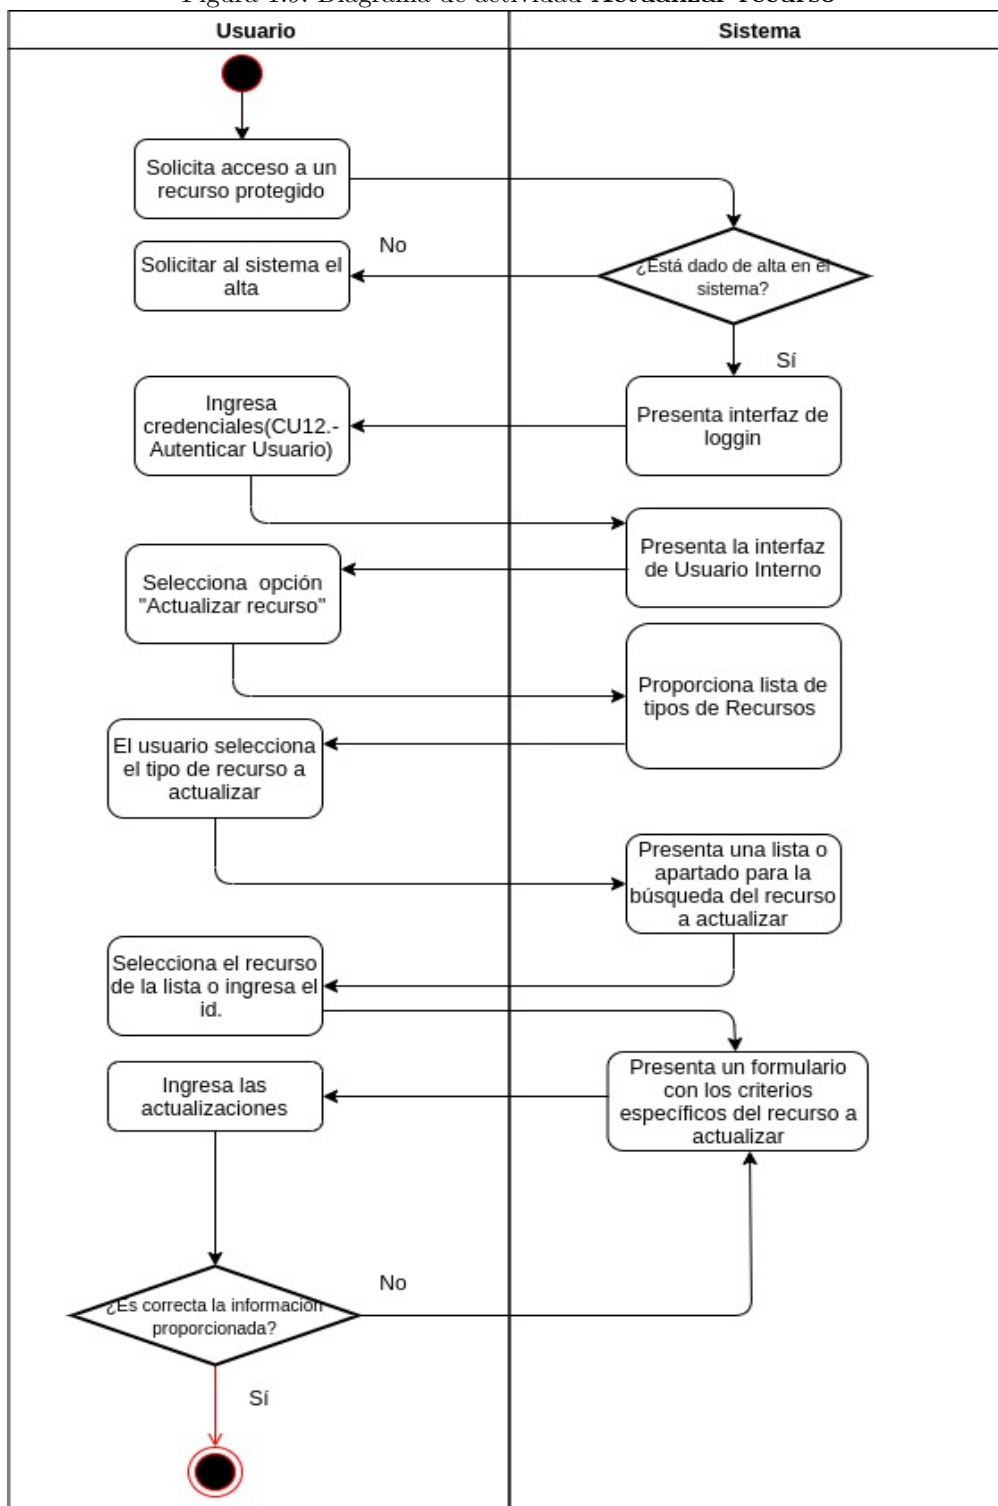 Figura 1.9: Diagrama de actividad Actualizar recurso
Usuario
Sistema
Solicita acceso a un
recurso protegido
No
Solicitar al sistema el
alta
¿Está dado de alta en el
sistema?
Sí
Ingresa
credenciales(CU12.-
Autenticar Usuario)
Presenta interfaz de
loggin
Presenta la interfaz
de Usuario Interno
Selecciona opción
"Actualizar recurso"
Proporciona lista de
tipos de Recursos
El usuario selecciona
el tipo de recurso a
actualizar
Presenta una lista o
apartado para la
búsqueda del recurso
a actualizar
Selecciona el recurso
de la lista o ingresa el
id.
Presenta un formulario
con los criterios
específicos del recurso a
actualizar
Ingresa las
actualizaciones
¿Es correcta la información
proporcionada?
No
Sí